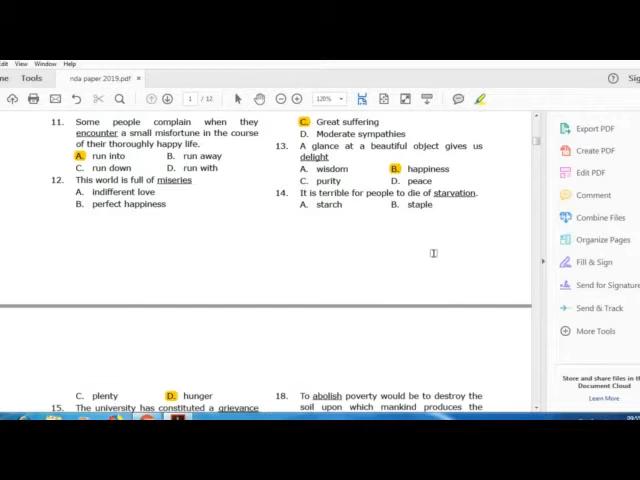 Edit View Window Help
Tools
nda paper 2019.pdf ×
1 / 12
120%
11. Some people complain when they
encounter a small misfortune in the course
of their thoroughly happy life.
A. run into B. run away
C. run down D. run with
12. This world is full of miseries
A. indifferent love
B. perfect happiness
C. Great suffering
D. Moderate sympathies
13. A glance at a beautiful object gives us
delight
A. wisdom B. happiness
C. purity D. peace
14. It is terrible for people to die of starvation.
A. starch B. staple
C. plenty D. hunger
15. The university has constituted a grievance
18. To abolish poverty would be to destroy the
soil upon which mankind produces the
Export PDF
Create PDF
Edit PDF
Comment
Combine Files
Organize Pages
Fill & Sign
Send for Signature
Send & Track
More Tools
Store and share files in the
Document Cloud
Learn More